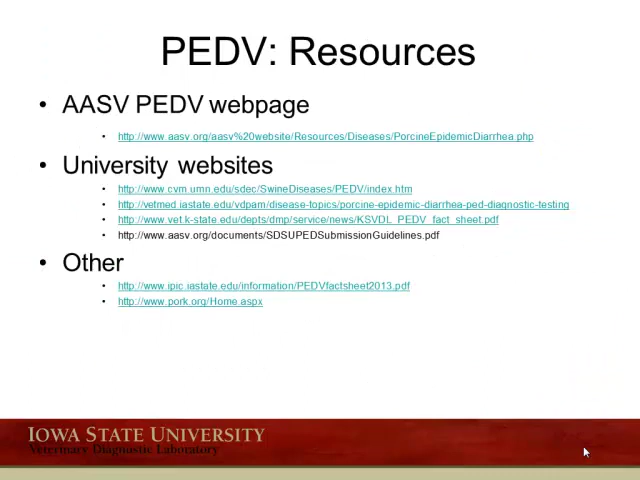 PEDV: Resources
• AASV PEDV webpage
• http://www.aasv.org/aasv%20website/Resources/Diseases/PorcineEpidemicDiarrhea.php
• University websites
• http://www.cvm.umn.edu/sdec/SwineDiseases/PEDV/index.htm
• http://vetmed.iastate.edu/vdpam/disease-topics/porcine-epidemic-diarrhea-ped-diagnostic-testing
• http://www.vet.k-state.edu/depts/dmp/service/news/KSVDL_PEDV_fact_sheet.pdf
• http://www.aasv.org/documents/SDSUPEDSubmissionGuidelines.pdf
• Other
• http://www.ipic.iastate.edu/information/PEDVfactsheet2013.pdf
• http://www.pork.org/Home.aspx
IOWA STATE UNIVERSITY
Veterinary Diagnostic Laboratory